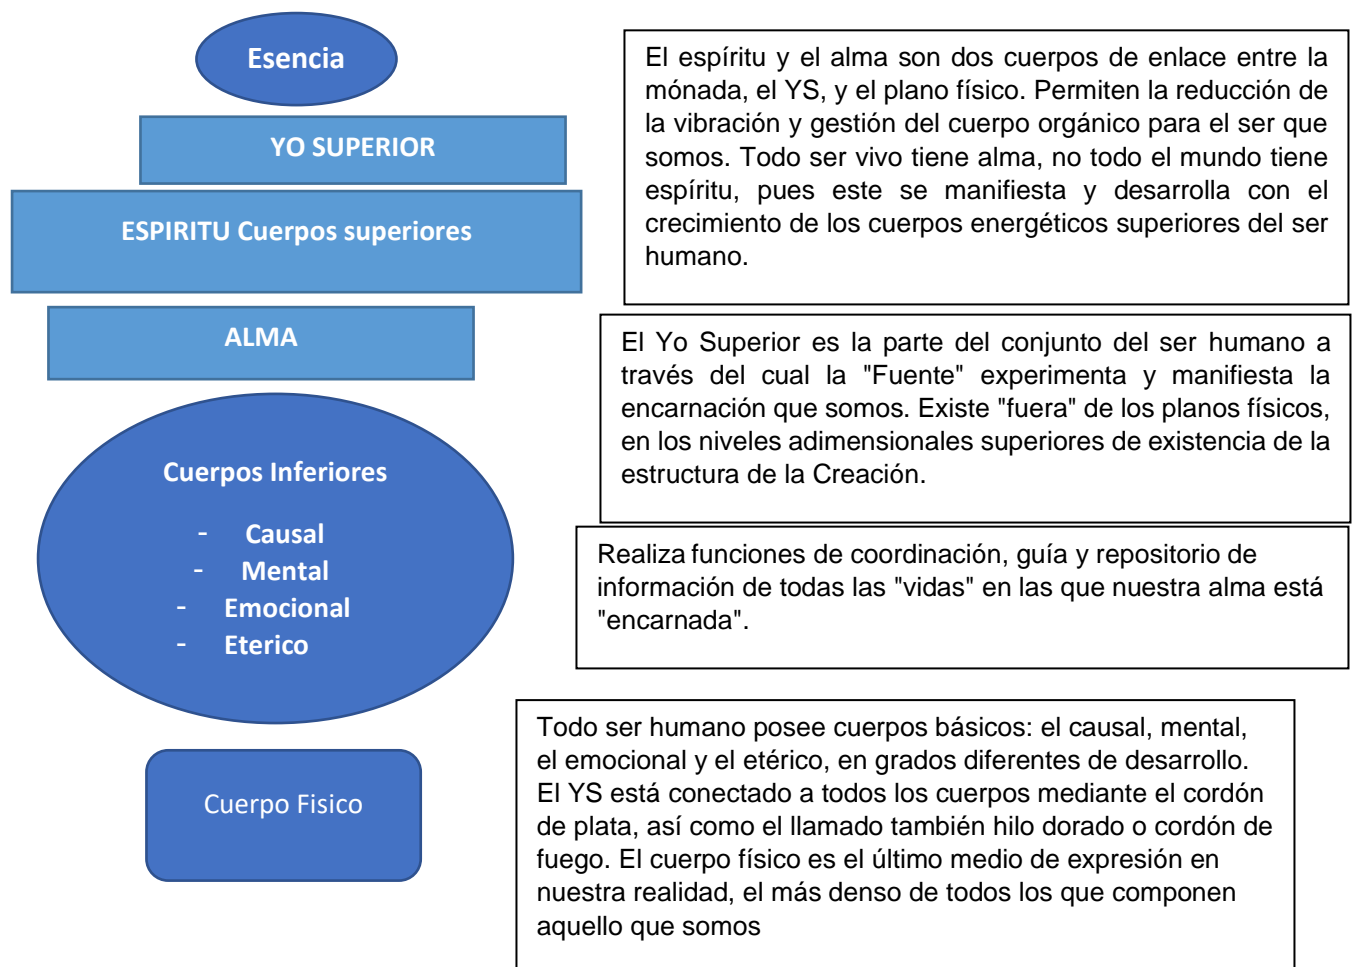 Esencia
YO SUPERIOR
ESPIRITU Cuerpos superiores
ALMA
Cuerpos Inferiores
- Causal
- Mental
- Emocional
- Eterico
Cuerpo Fisico
El espíritu y el alma son dos cuerpos de enlace entre la
mónada, el YS, y el plano físico. Permiten la reducción de
la vibración y gestión del cuerpo orgánico para el ser que
somos. Todo ser vivo tiene alma, no todo el mundo tiene
espíritu, pues este se manifiesta y desarrolla con el
crecimiento de los cuerpos energéticos superiores del ser
humano.
El Yo Superior es la parte del conjunto del ser humano a
través del cual la "Fuente" experimenta y manifiesta la
encarnación que somos. Existe "fuera" de los planos físicos,
en los niveles adimensionales superiores de existencia de la
estructura de la Creación.
Realiza funciones de coordinación, guía y repositorio de
información de todas las "vidas" en las que nuestra alma está
"encarnada".
Todo ser humano posee cuerpos básicos: el causal, mental,
el emocional y el etérico, en grados diferentes de desarrollo.
El YS está conectado a todos los cuerpos mediante el cordón
de plata, así como el llamado también hilo dorado o cordón de
fuego. El cuerpo físico es el último medio de expresión en
nuestra realidad, el más denso de todos los que componen
aquello que somos